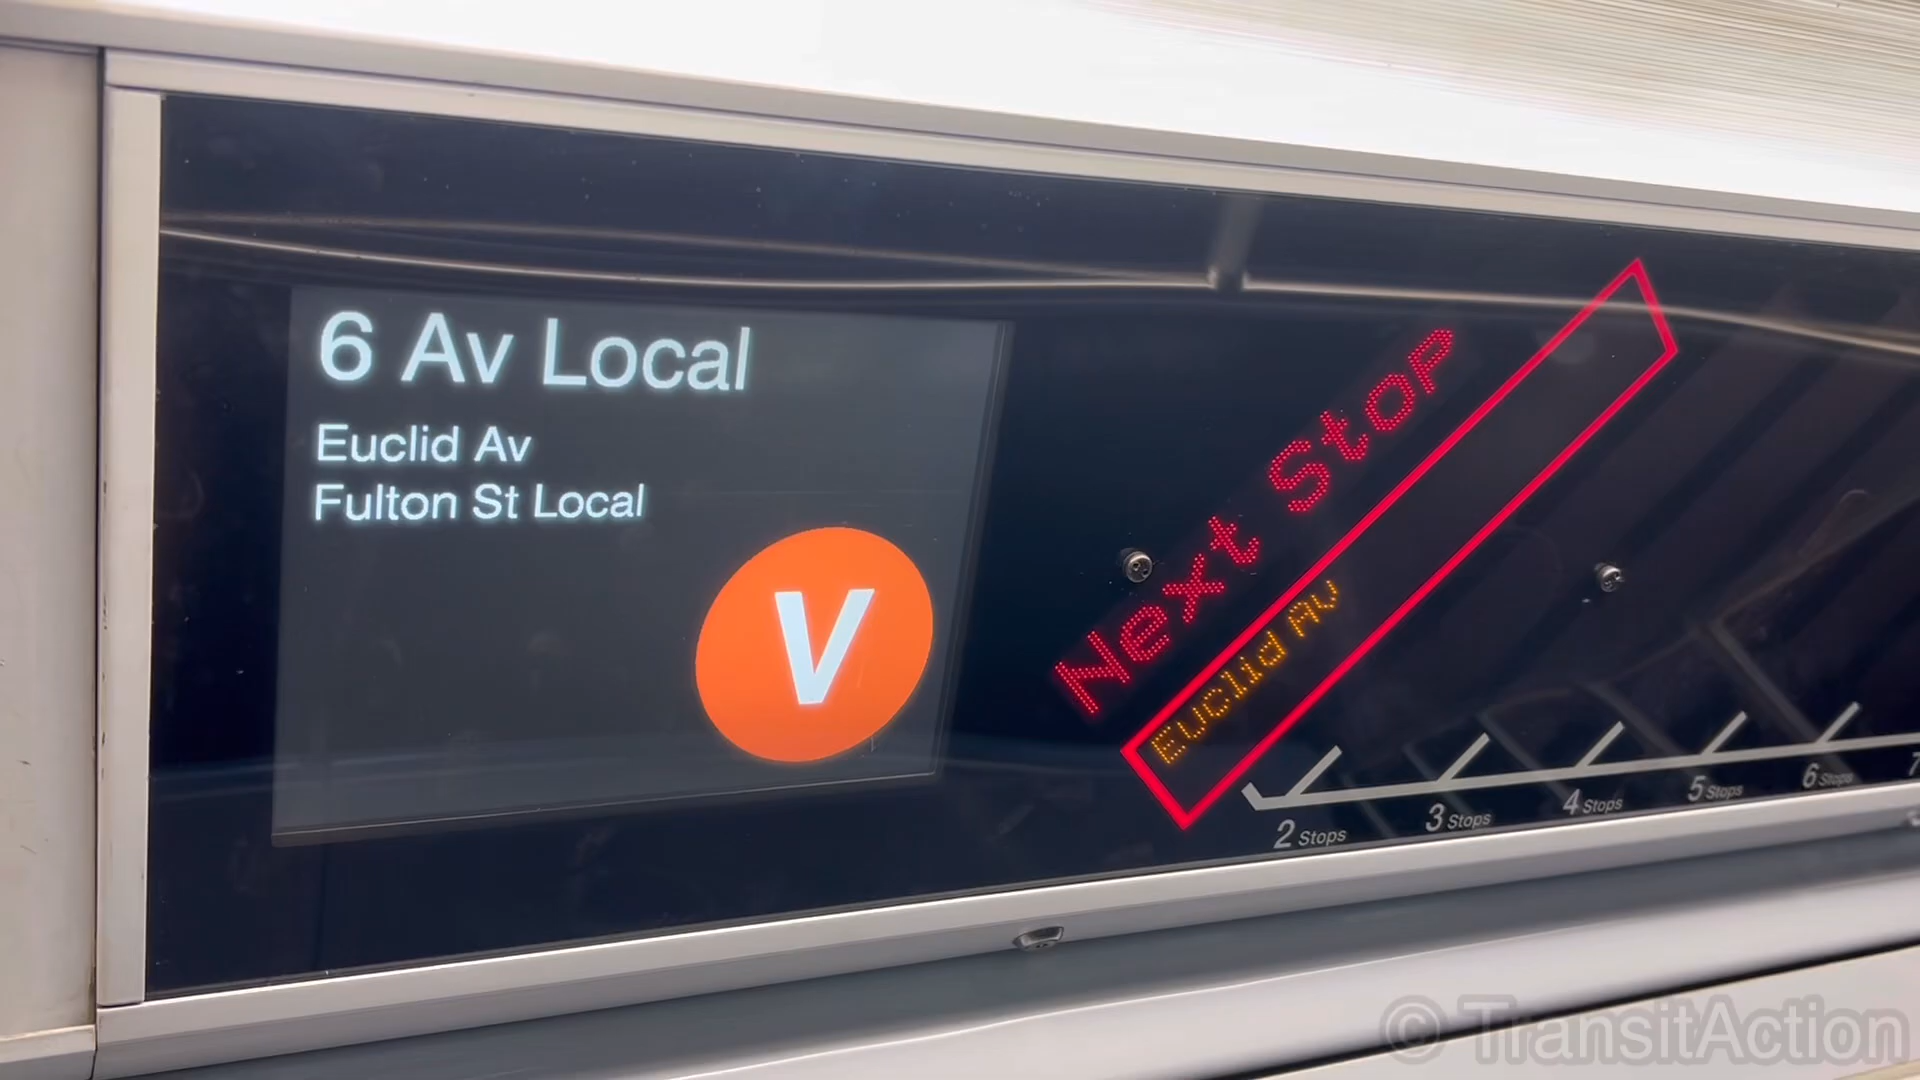 6 Av Local
Euclid Av
Fulton St Local
V
Next Stop
Euclid Av
2 Stops
3 Stops
4 Stops
5 Stops
6 Stops
7
© TransitAction